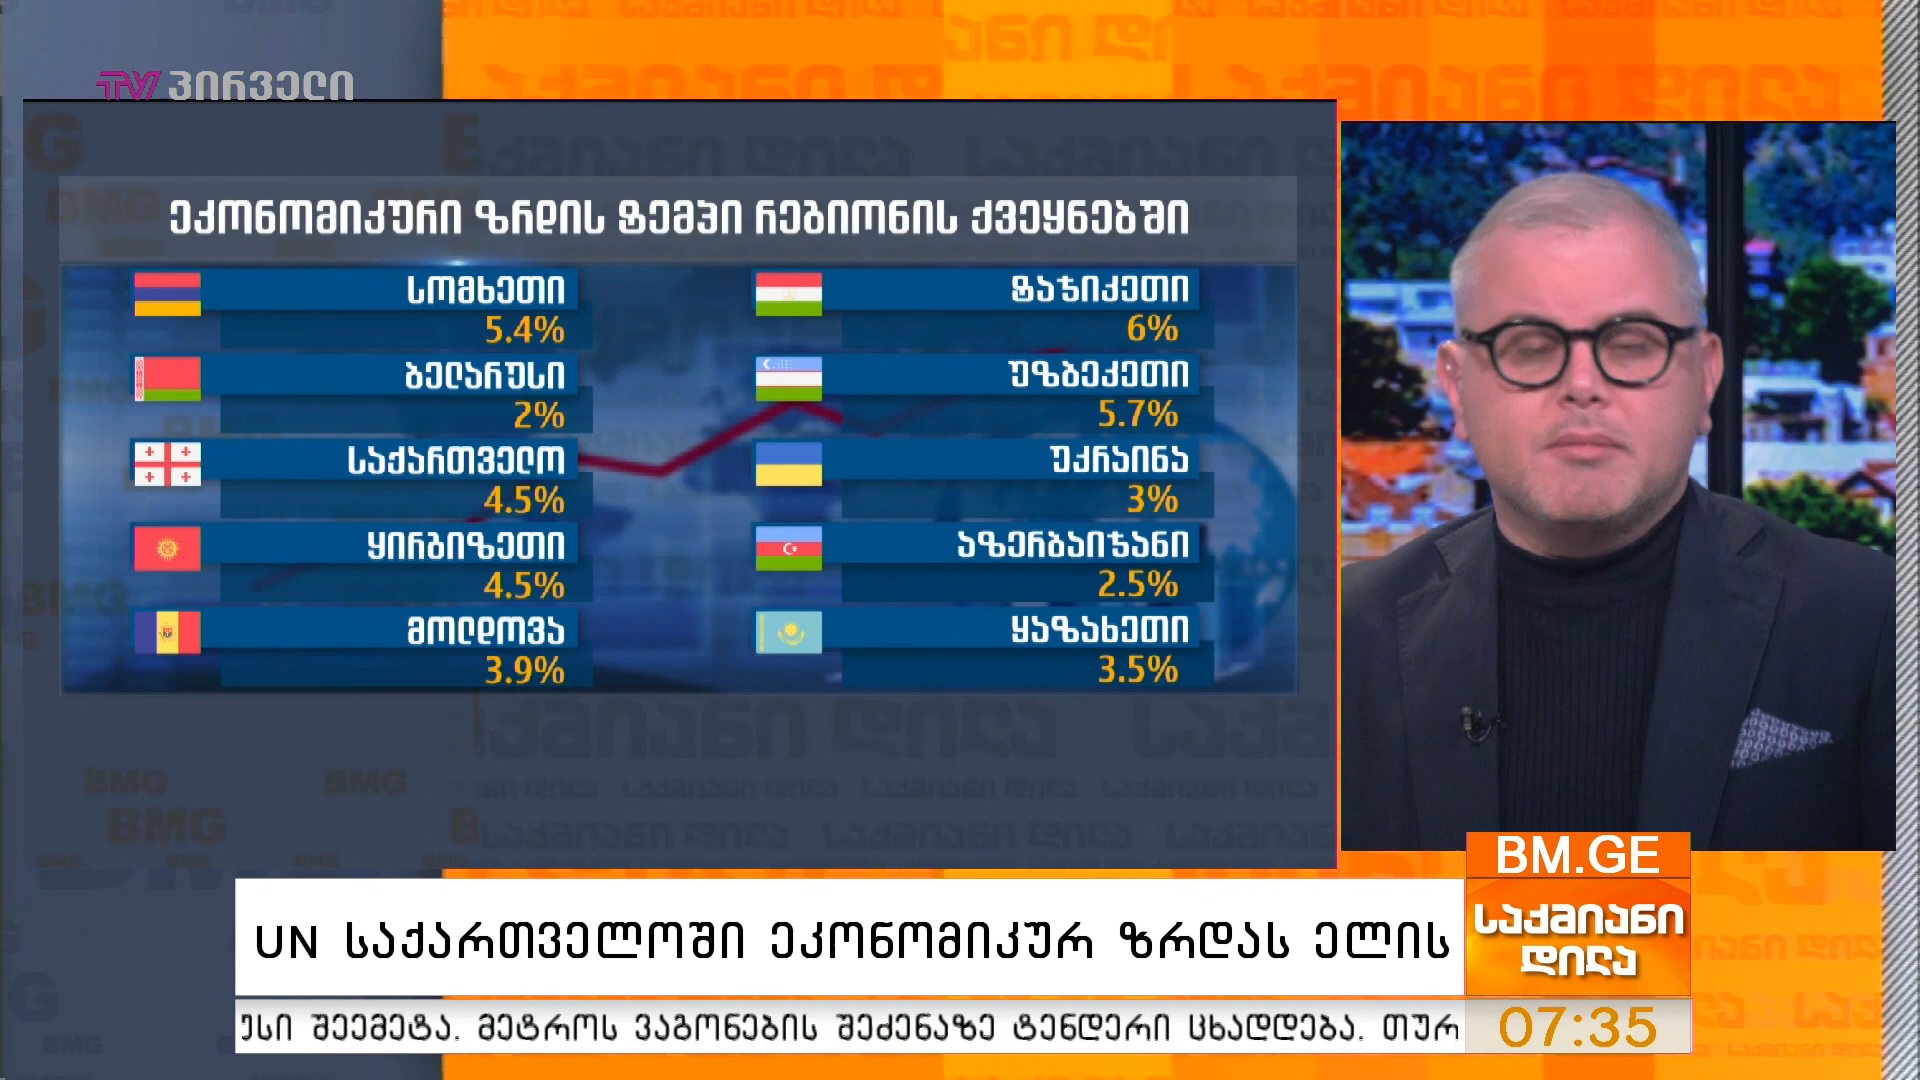 TV პირველი
ეკონომიკური ზრდის ტემპი რეგიონის ქვეყნებში
სომხეთი
5.4%
ბელარუსი
2%
საქართველო
4.5%
ყირგიზეთი
4.5%
მოლდოვა
3.9%
ტაჯიკეთი
6%
უზბეკეთი
5.7%
უკრაინა
3%
აზერბაიჯანი
2.5%
ყაზახეთი
3.5%
BM.GE
UN საქართველოში ეკონომიკურ ზრდას ელის
საქმიანი
დილა
უსი შეემეტა. მეტროს ვაგონების შეძენაზე ტენდერი ცხადდება. თურ
07:35